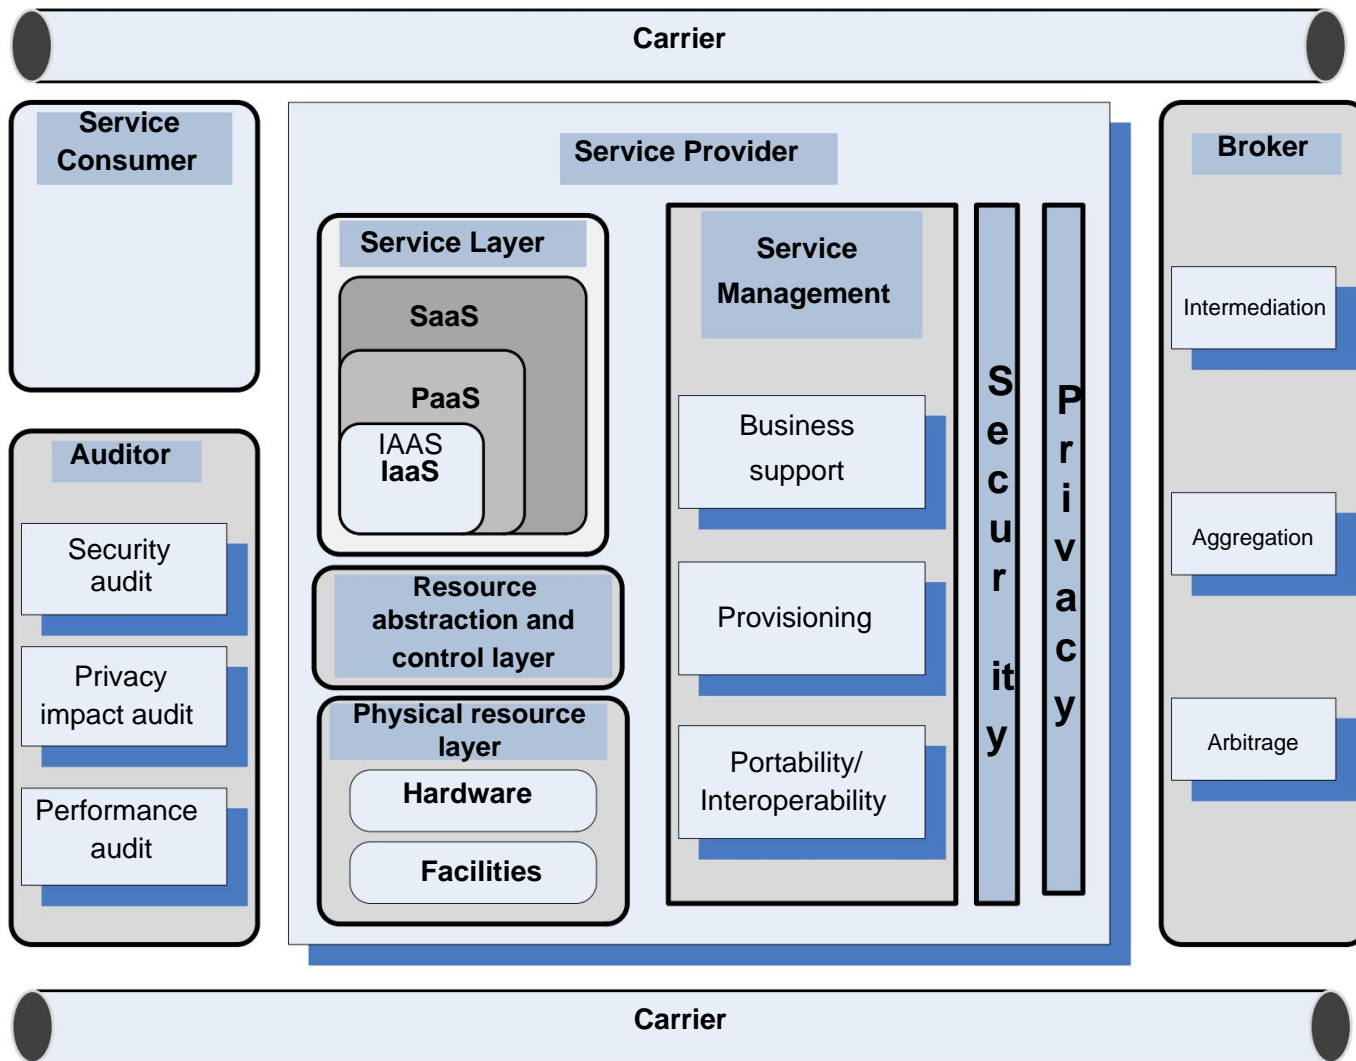 Carrier
Service
Consumer
Service Provider
Broker
Service Layer
SaaS
PaaS
IAAS
IaaS
Service
Management
Business
support
Provisioning
Portability/
Interoperability
Security
Privacy
Intermediation
Aggregation
Arbitrage
Auditor
Security
audit
Privacy
impact audit
Performance
audit
Resource
abstraction and
control layer
Physical resource
layer
Hardware
Facilities
Carrier